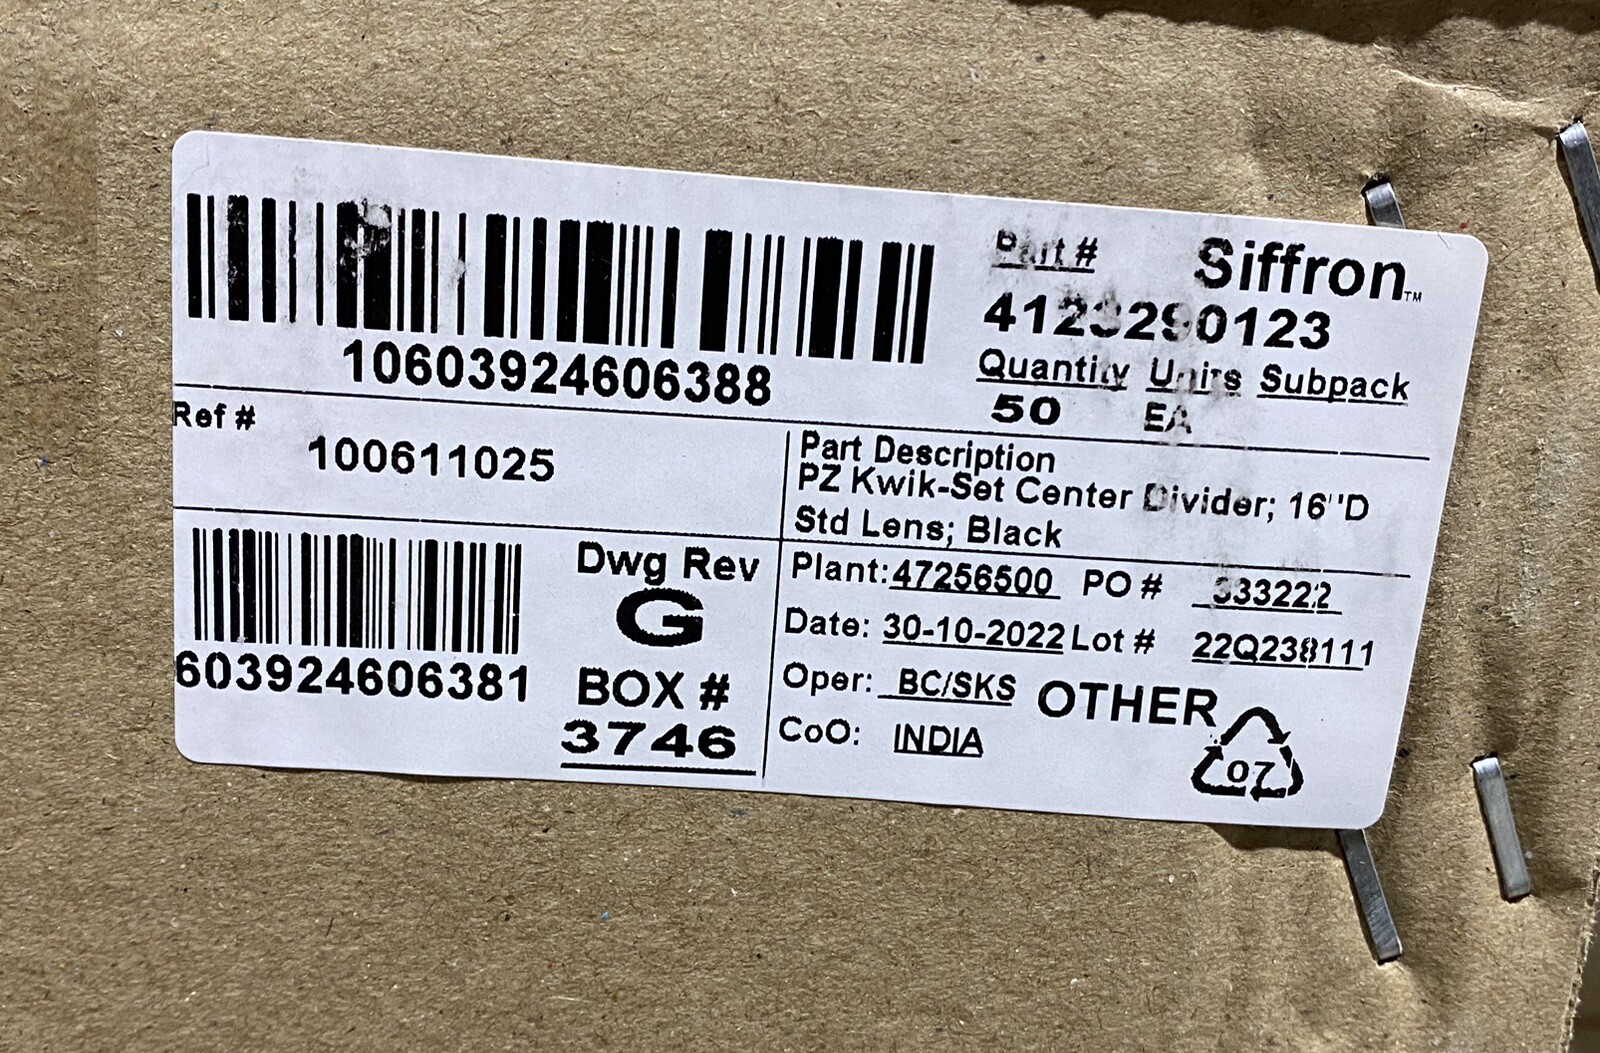 Part # Siffron™
4123290123
10603924606388
Quantity Units Subpack
50 EA
Ref #
100611025
Part Description
PZ Kwik-Set Center Divider; 16''D
Std Lens; Black
603924606381
Dwg Rev
G
BOX #
3746
Plant: 47256500 PO # 333222
Date: 30-10-2022 Lot # 22Q238111
Oper: BC/SKS OTHER
CoO: INDIA
07